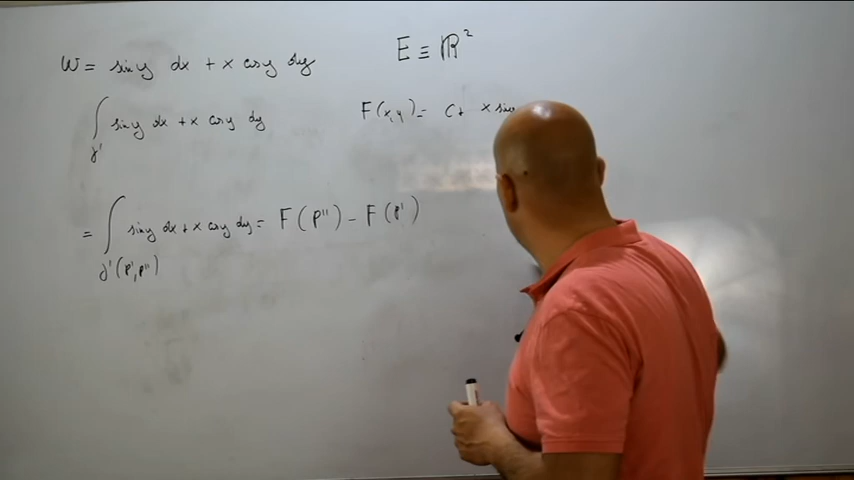 W = sin y dx + x cos y dy
E ≡ ℝ²
∫γ' sin y dx + x cos y dy
F(x,y) = C + x sin
= ∫γ'(P',P'') sin y dx + x cos y dy = F(P'') - F(P')